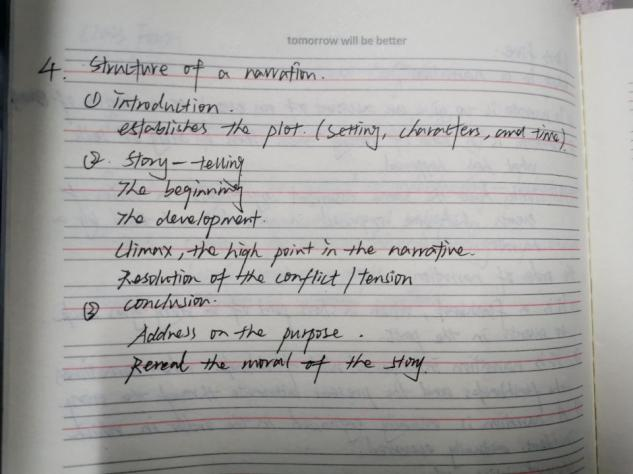 tomorrow will be better
4. Structure of a narration.
① introduction.
establishes the plot. (setting, characters, and time)
②. Story--telling
The beginning
The development.
Climax, the high point in the narrative.
Resolution of the conflict / tension
③ conclusion.
Address on the purpose.
Reveal the moral of the story.